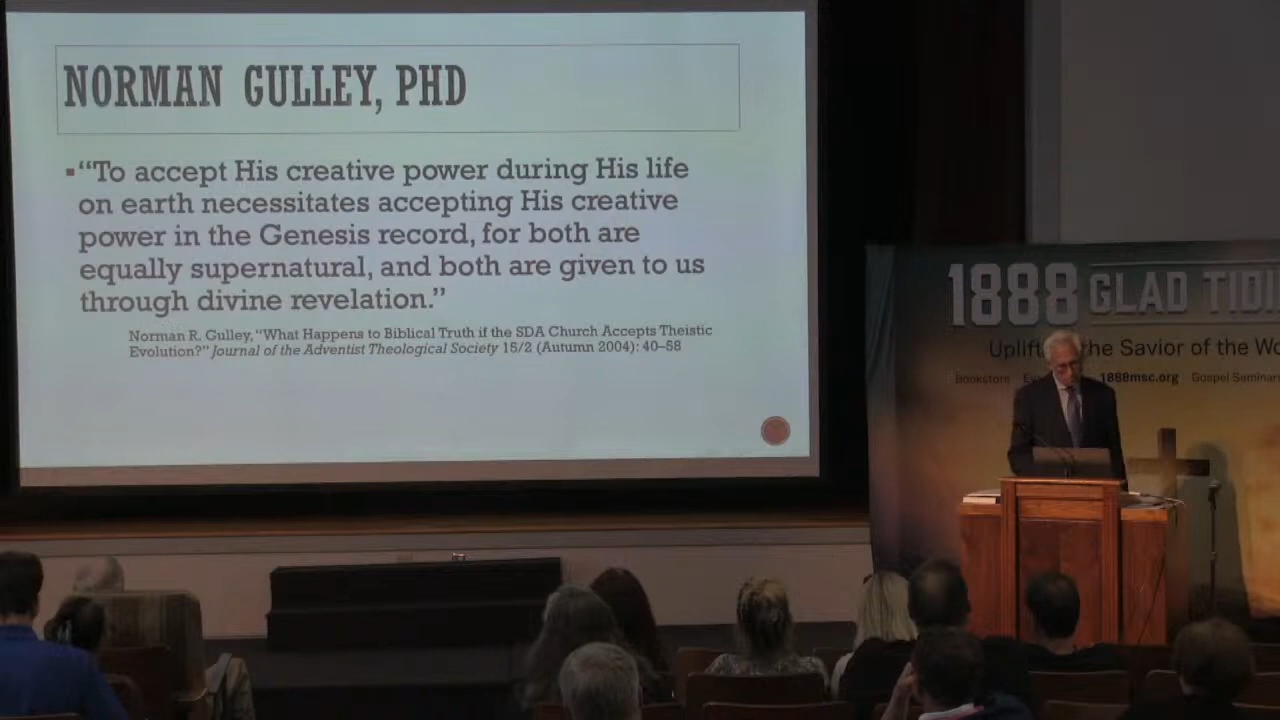 NORMAN GULLEY, PHD
▪“To accept His creative power during His life
on earth necessitates accepting His creative
power in the Genesis record, for both are
equally supernatural, and both are given to us
through divine revelation.”
Norman R. Gulley, “What Happens to Biblical Truth if the SDA Church Accepts Theistic
Evolution?” Journal of the Adventist Theological Society 15/2 (Autumn 2004): 40–58
1888 GLAD TIDI
Uplift he Savior of the Wo
Bookstore 1888msc.org Gospel Seminar